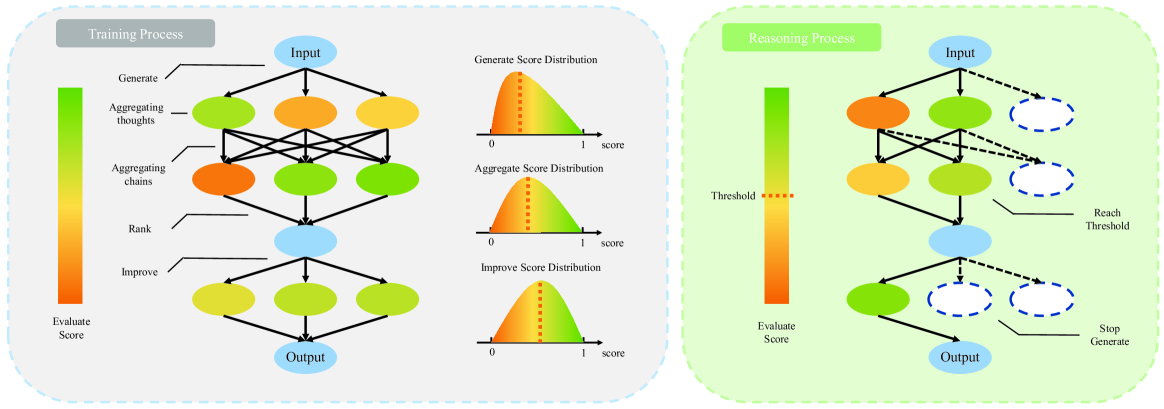 Training Process
Input
Generate
Aggregating
thoughts
Aggregating
chains
Rank
Improve
Evaluate
Score
Output
Generate Score Distribution
0
1
score
Aggregate Score Distribution
0
1
score
Improve Score Distribution
0
1
score
Reasoning Process
Input
Threshold
Reach
Threshold
Evaluate
Score
Stop
Generate
Output